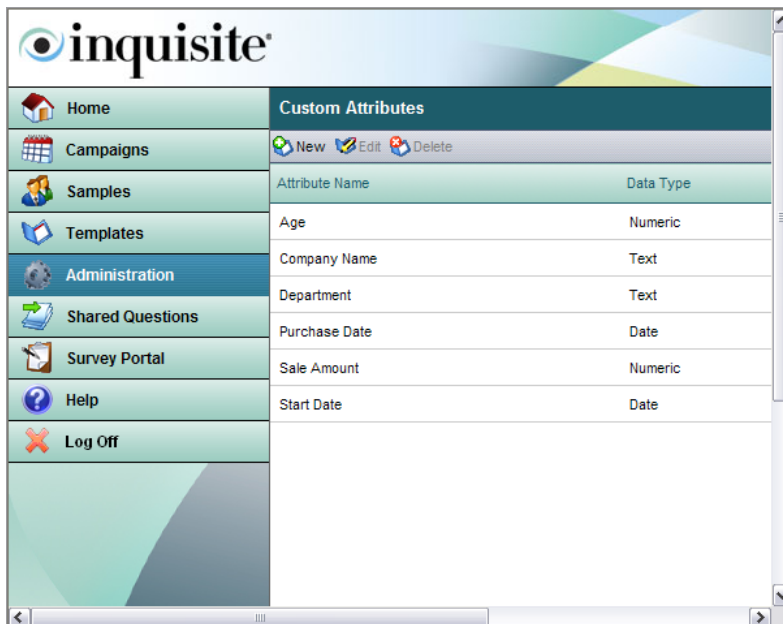 inquisite®
Home
Campaigns
Samples
Templates
Administration
Shared Questions
Survey Portal
Help
Log Off
Custom Attributes
New Edit Delete
Attribute Name Data Type
Age Numeric
Company Name Text
Department Text
Purchase Date Date
Sale Amount Numeric
Start Date Date